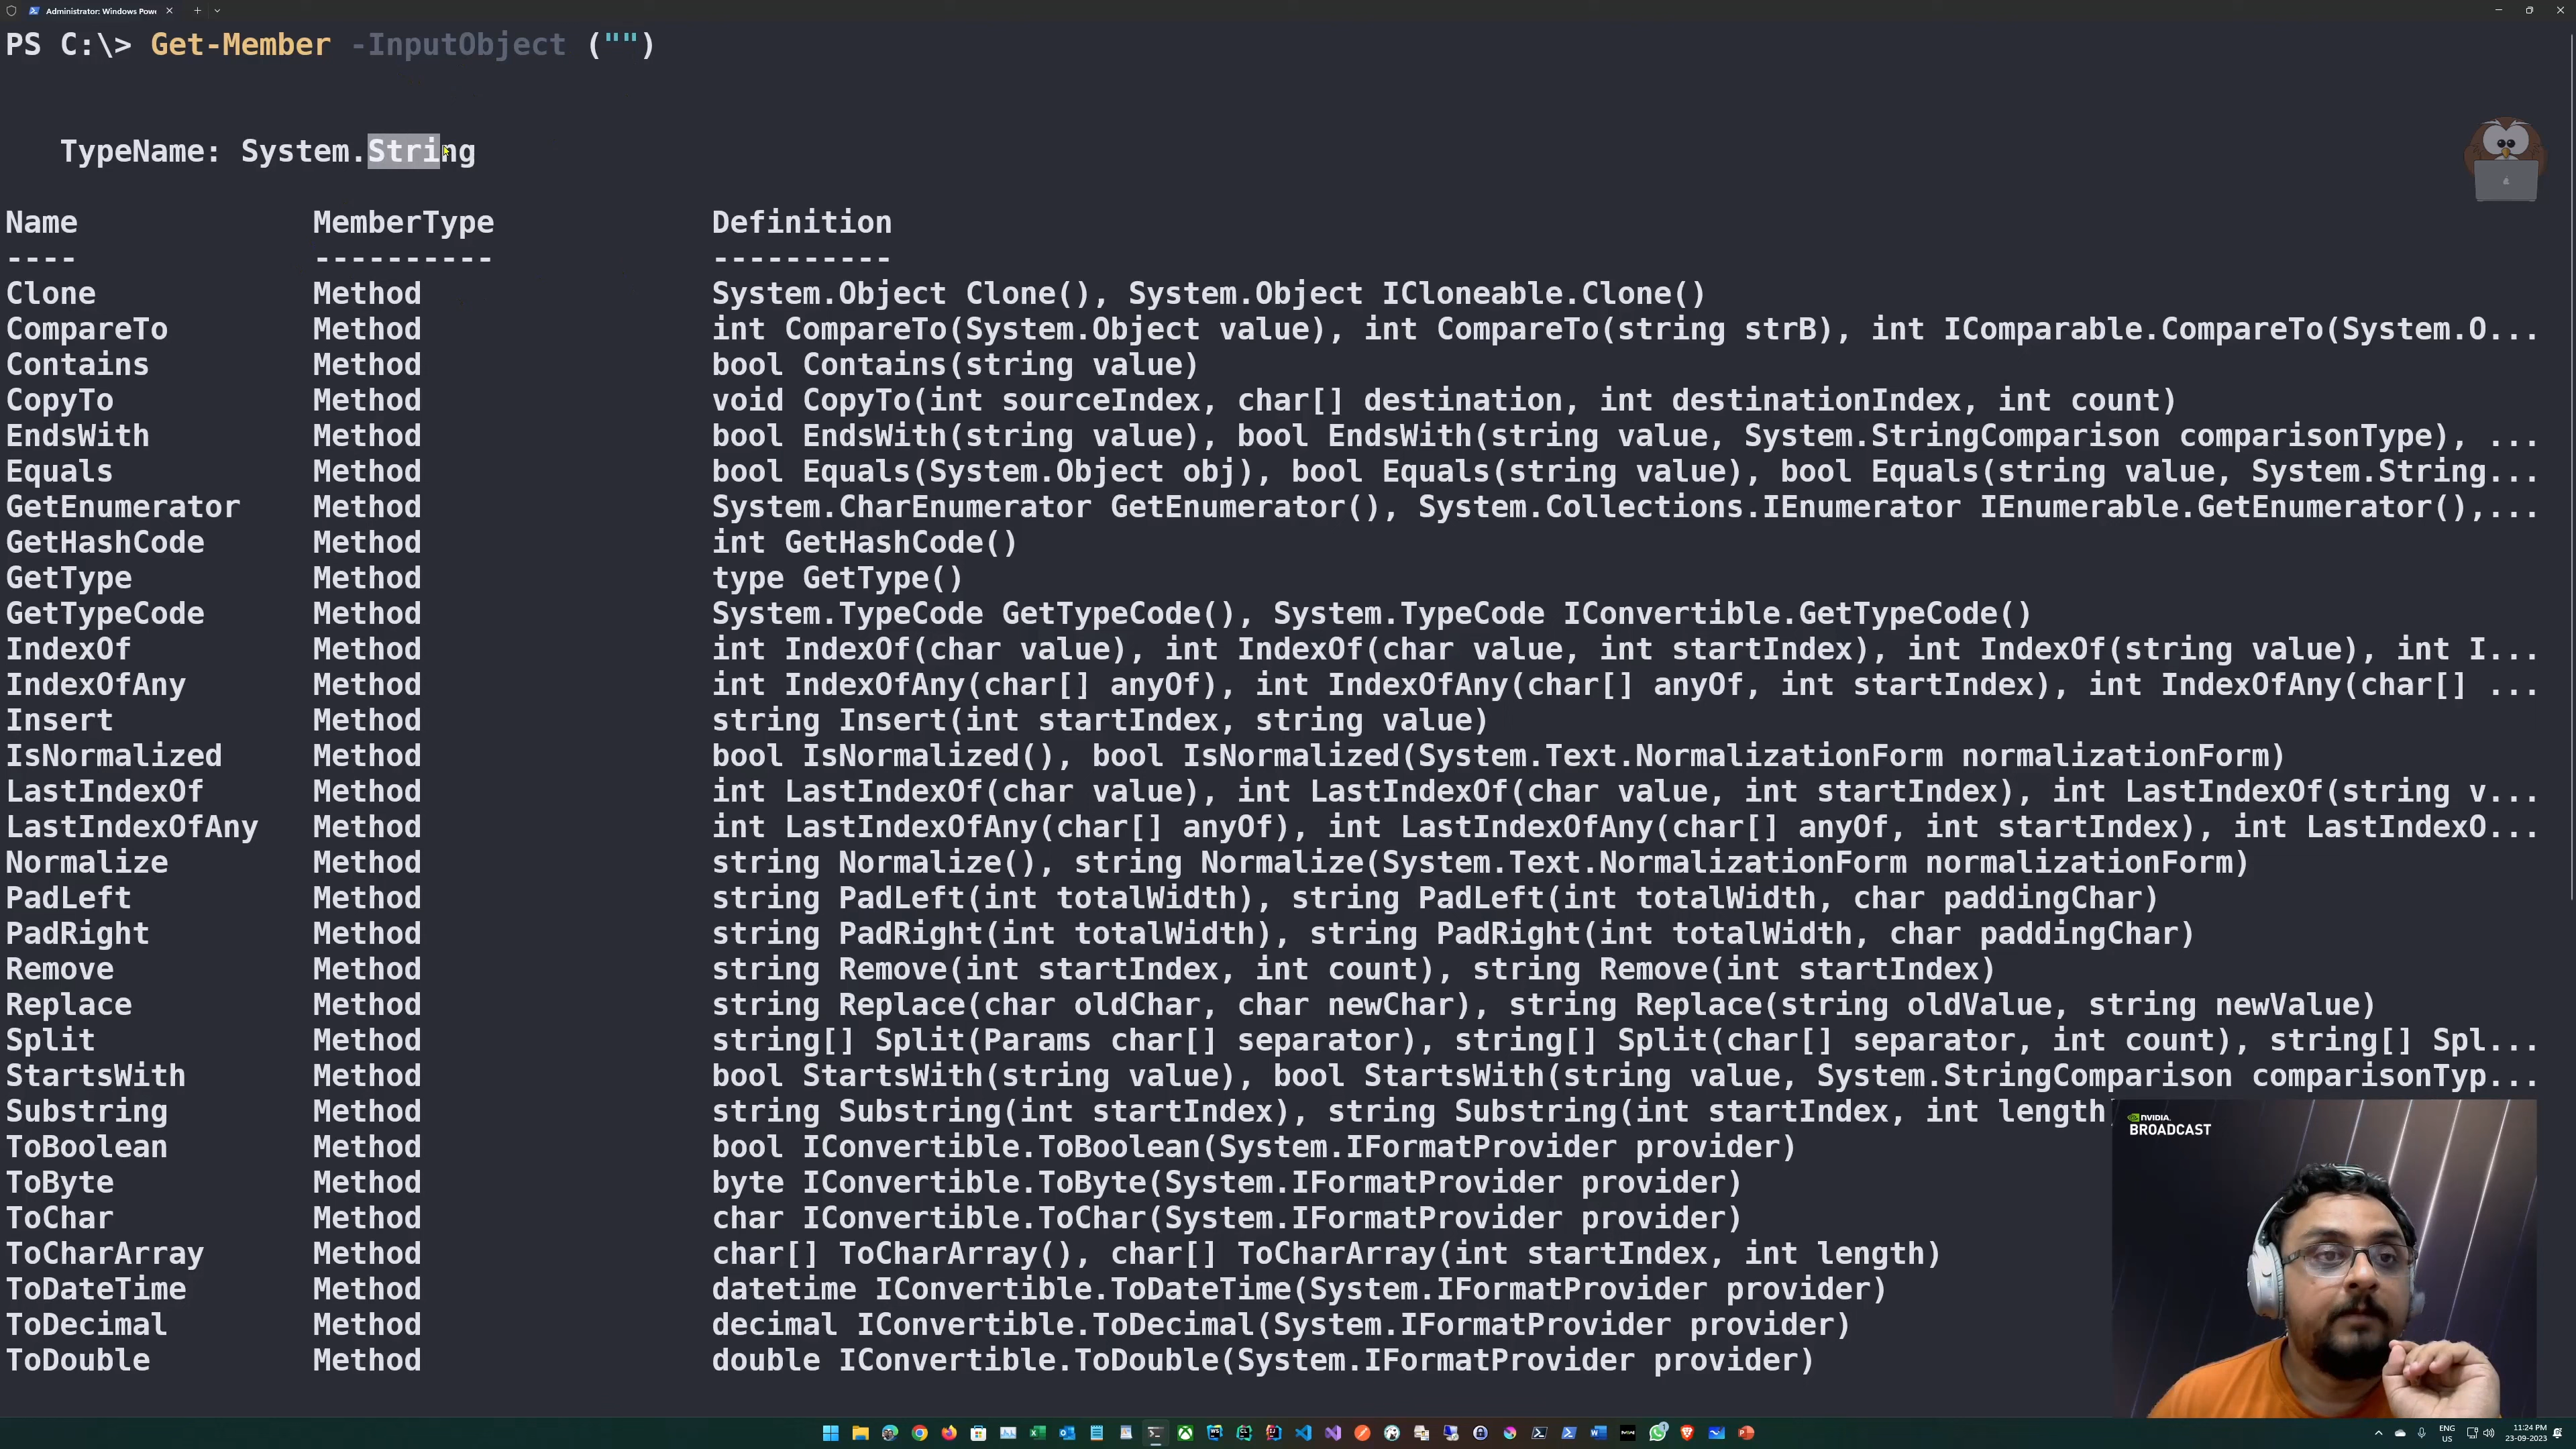 Administrator: Windows Powe
PS C:\> Get-Member -InputObject ("")
TypeName: System.String
Name MemberType Definition
---- ---------- ----------
Clone Method System.Object Clone(), System.Object ICloneable.Clone()
CompareTo Method int CompareTo(System.Object value), int CompareTo(string strB), int IComparable.CompareTo(System.O...
Contains Method bool Contains(string value)
CopyTo Method void CopyTo(int sourceIndex, char[] destination, int destinationIndex, int count)
EndsWith Method bool EndsWith(string value), bool EndsWith(string value, System.StringComparison comparisonType), ...
Equals Method bool Equals(System.Object obj), bool Equals(string value), bool Equals(string value, System.String...
GetEnumerator Method System.CharEnumerator GetEnumerator(), System.Collections.IEnumerator IEnumerable.GetEnumerator(),...
GetHashCode Method int GetHashCode()
GetType Method type GetType()
GetTypeCode Method System.TypeCode GetTypeCode(), System.TypeCode IConvertible.GetTypeCode()
IndexOf Method int IndexOf(char value), int IndexOf(char value, int startIndex), int IndexOf(string value), int I...
IndexOfAny Method int IndexOfAny(char[] anyOf), int IndexOfAny(char[] anyOf, int startIndex), int IndexOfAny(char[] ...
Insert Method string Insert(int startIndex, string value)
IsNormalized Method bool IsNormalized(), bool IsNormalized(System.Text.NormalizationForm normalizationForm)
LastIndexOf Method int LastIndexOf(char value), int LastIndexOf(char value, int startIndex), int LastIndexOf(string v...
LastIndexOfAny Method int LastIndexOfAny(char[] anyOf), int LastIndexOfAny(char[] anyOf, int startIndex), int LastIndexO...
Normalize Method string Normalize(), string Normalize(System.Text.NormalizationForm normalizationForm)
PadLeft Method string PadLeft(int totalWidth), string PadLeft(int totalWidth, char paddingChar)
PadRight Method string PadRight(int totalWidth), string PadRight(int totalWidth, char paddingChar)
Remove Method string Remove(int startIndex, int count), string Remove(int startIndex)
Replace Method string Replace(char oldChar, char newChar), string Replace(string oldValue, string newValue)
Split Method string[] Split(Params char[] separator), string[] Split(char[] separator, int count), string[] Spl...
StartsWith Method bool StartsWith(string value), bool StartsWith(string value, System.StringComparison comparisonTyp...
Substring Method string Substring(int startIndex), string Substring(int startIndex, int length
ToBoolean Method bool IConvertible.ToBoolean(System.IFormatProvider provider)
ToByte Method byte IConvertible.ToByte(System.IFormatProvider provider)
ToChar Method char IConvertible.ToChar(System.IFormatProvider provider)
ToCharArray Method char[] ToCharArray(), char[] ToCharArray(int startIndex, int length)
ToDateTime Method datetime IConvertible.ToDateTime(System.IFormatProvider provider)
ToDecimal Method decimal IConvertible.ToDecimal(System.IFormatProvider provider)
ToDouble Method double IConvertible.ToDouble(System.IFormatProvider provider)
NVIDIA.
BROADCAST
ENG
US
11:24 PM
23-09-2023